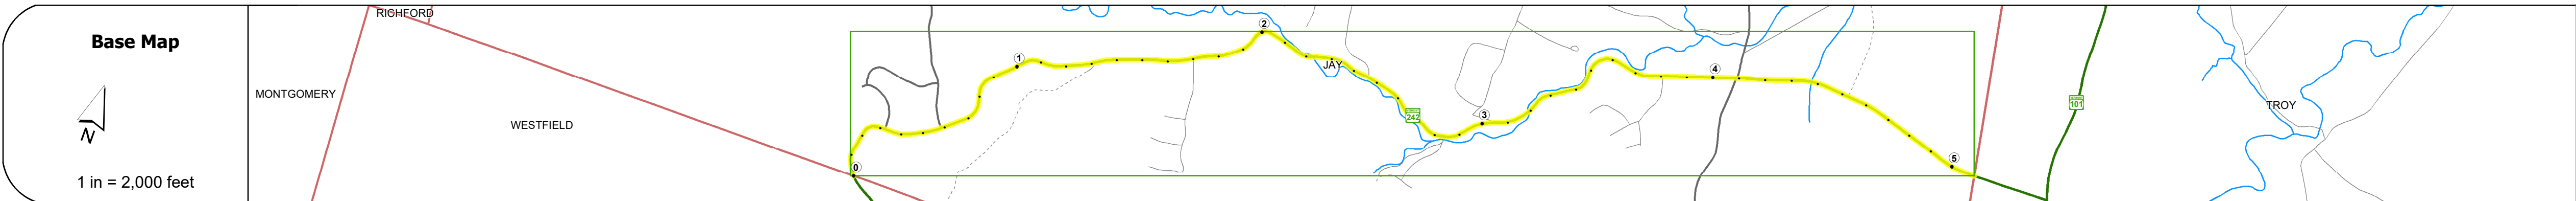 Base Map
N
1 in = 2,000 feet
RICHFORD
MONTGOMERY
WESTFIELD
0
1
2
JAY
242
3
4
5
101
TROY